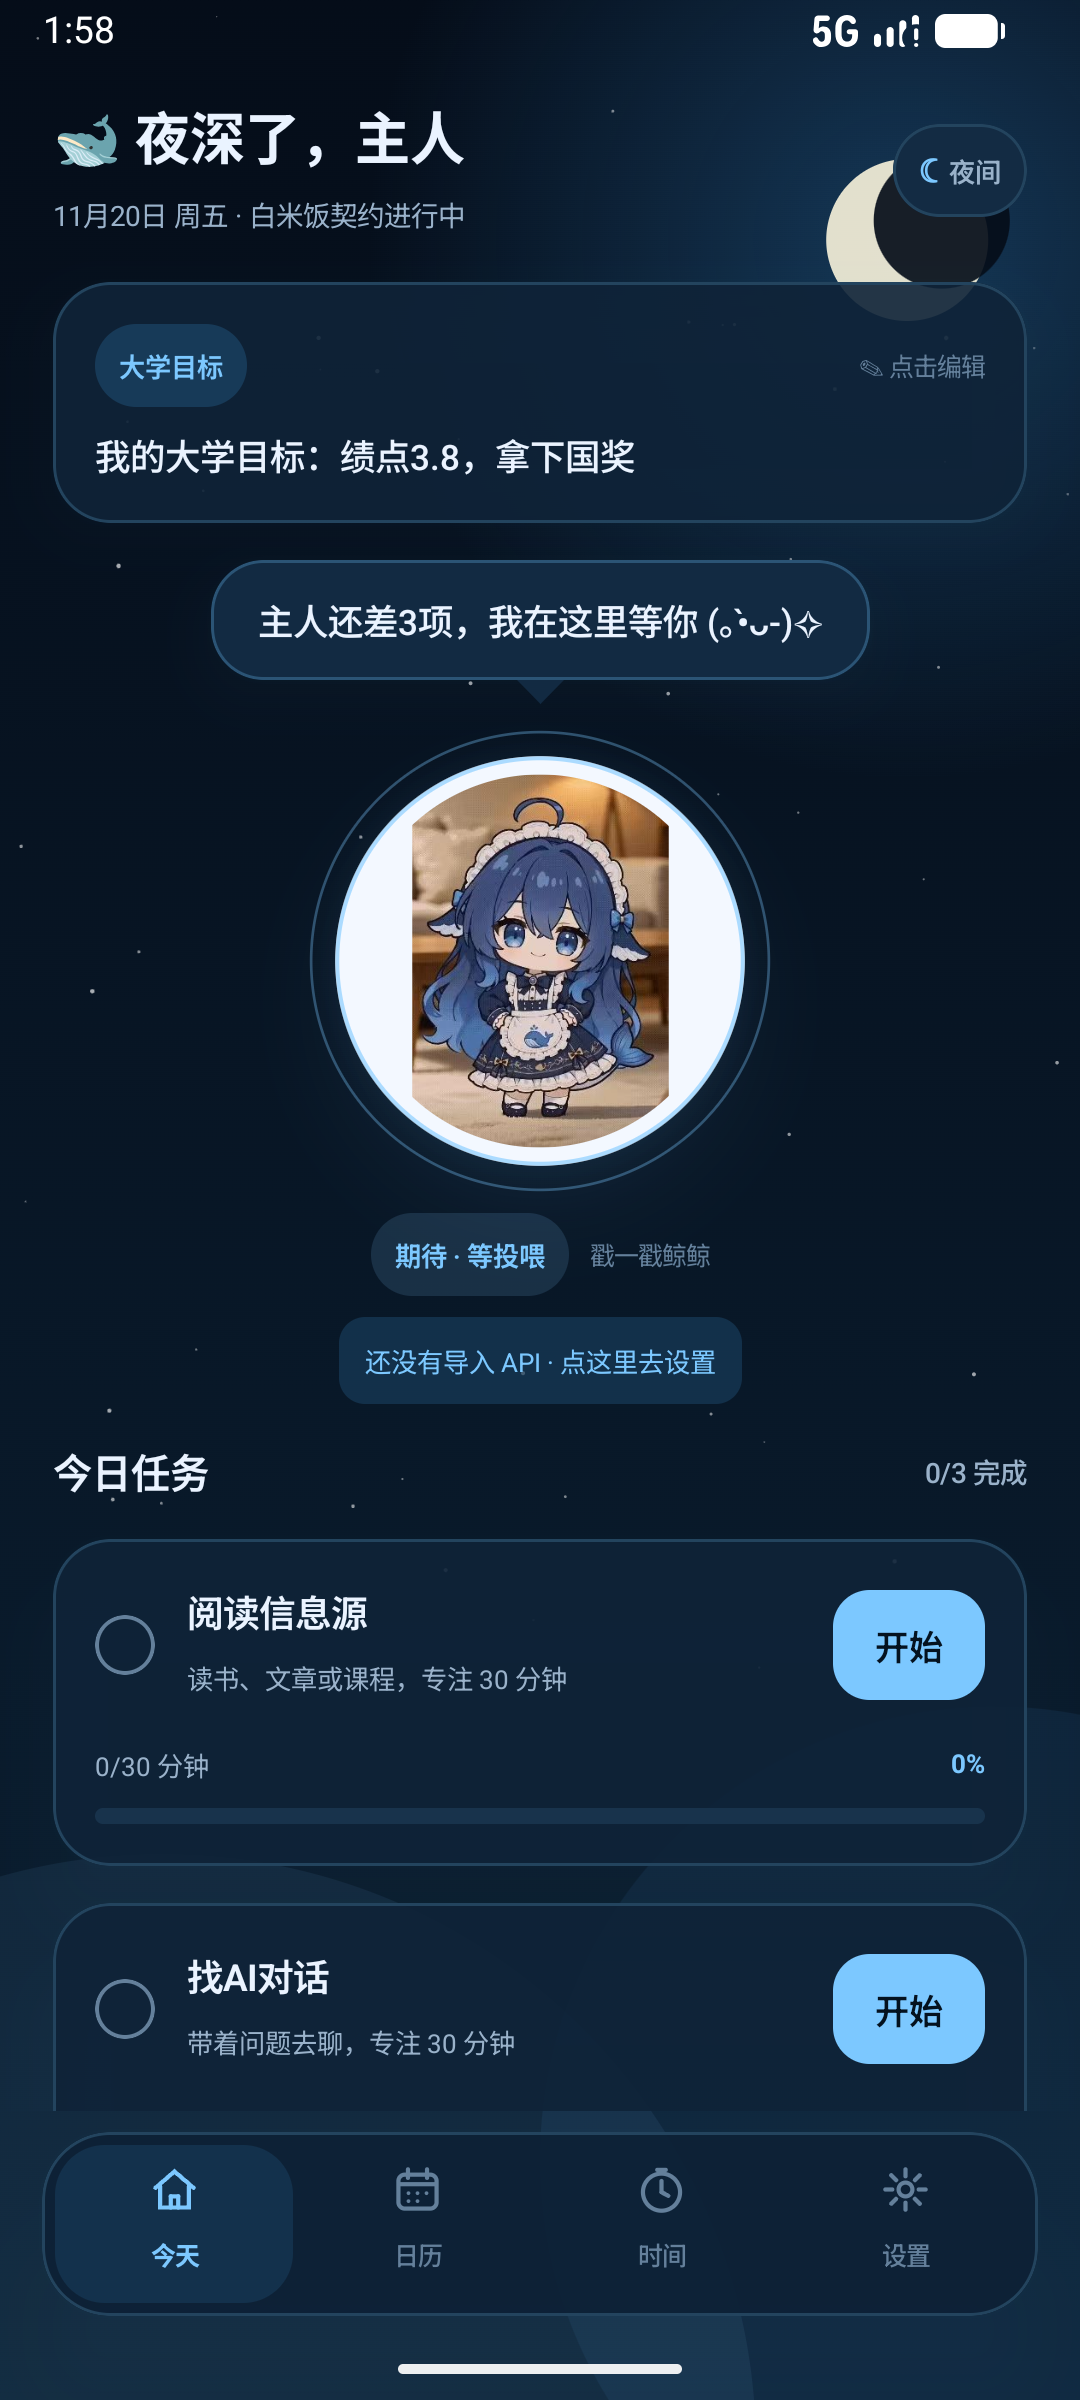 1:58
5G
🐋 夜深了，主人
☾ 夜间
11月20日 周五 · 白米饭契约进行中
大学目标
✎ 点击编辑
我的大学目标：绩点3.8，拿下国奖
主人还差3项，我在这里等你 (｡•̀ᴗ-)✧
期待 · 等投喂
戳一戳鲸鲸
还没有导入 API · 点这里去设置
今日任务
0/3 完成
阅读信息源
读书、文章或课程，专注 30 分钟
开始
0/30 分钟
0%
找AI对话
带着问题去聊，专注 30 分钟
开始
今天
日历
时间
设置